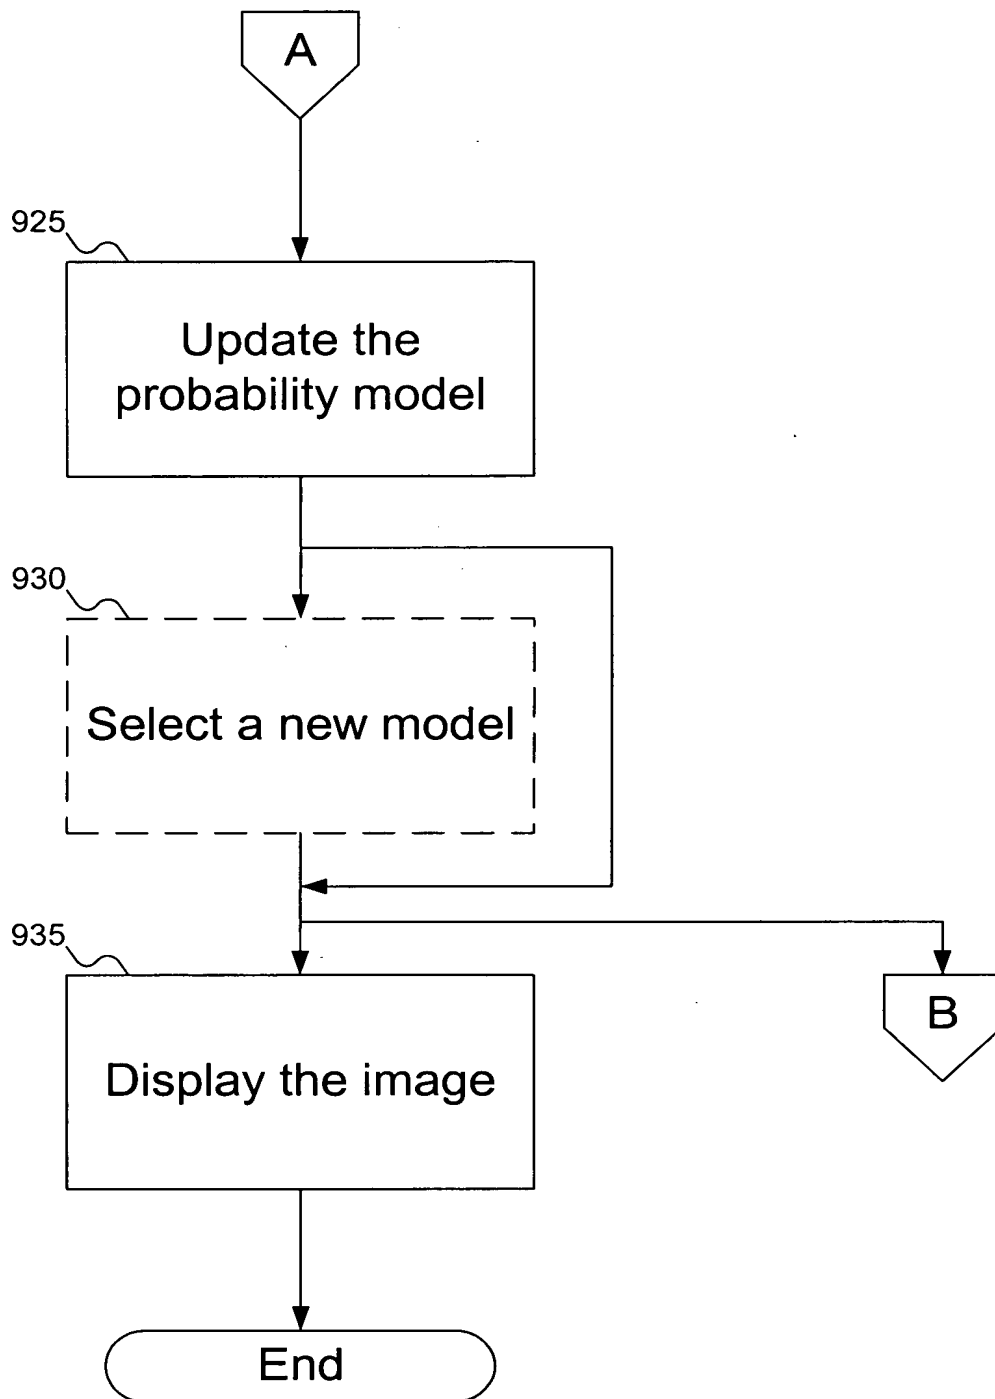 A
925
Update the
probability model
930
Select a new model
935
B
Display the image
End